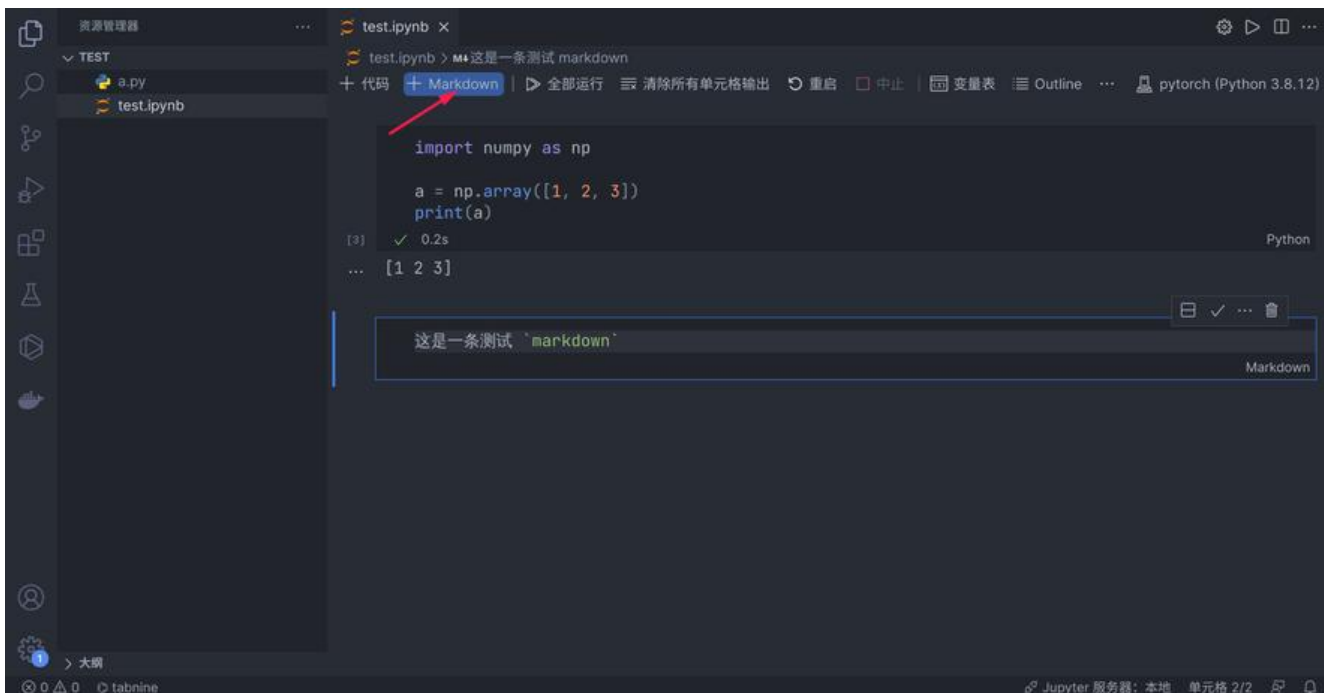 资源管理器 ···
test.ipynb
TEST
test.ipynb > M↓这是一条测试 markdown
a.py
+ 代码 + Markdown 全部运行 清除所有单元格输出 重启 中止 变量表 Outline ··· pytorch (Python 3.8.12)
test.ipynb
import numpy as np
a = np.array([1, 2, 3])
print(a)
[3] ✓ 0.2s Python
... [1 2 3]
这是一条测试 `markdown`
Markdown
1
> 大纲
0 0 tabnine Jupyter 服务器: 本地 单元格 2/2